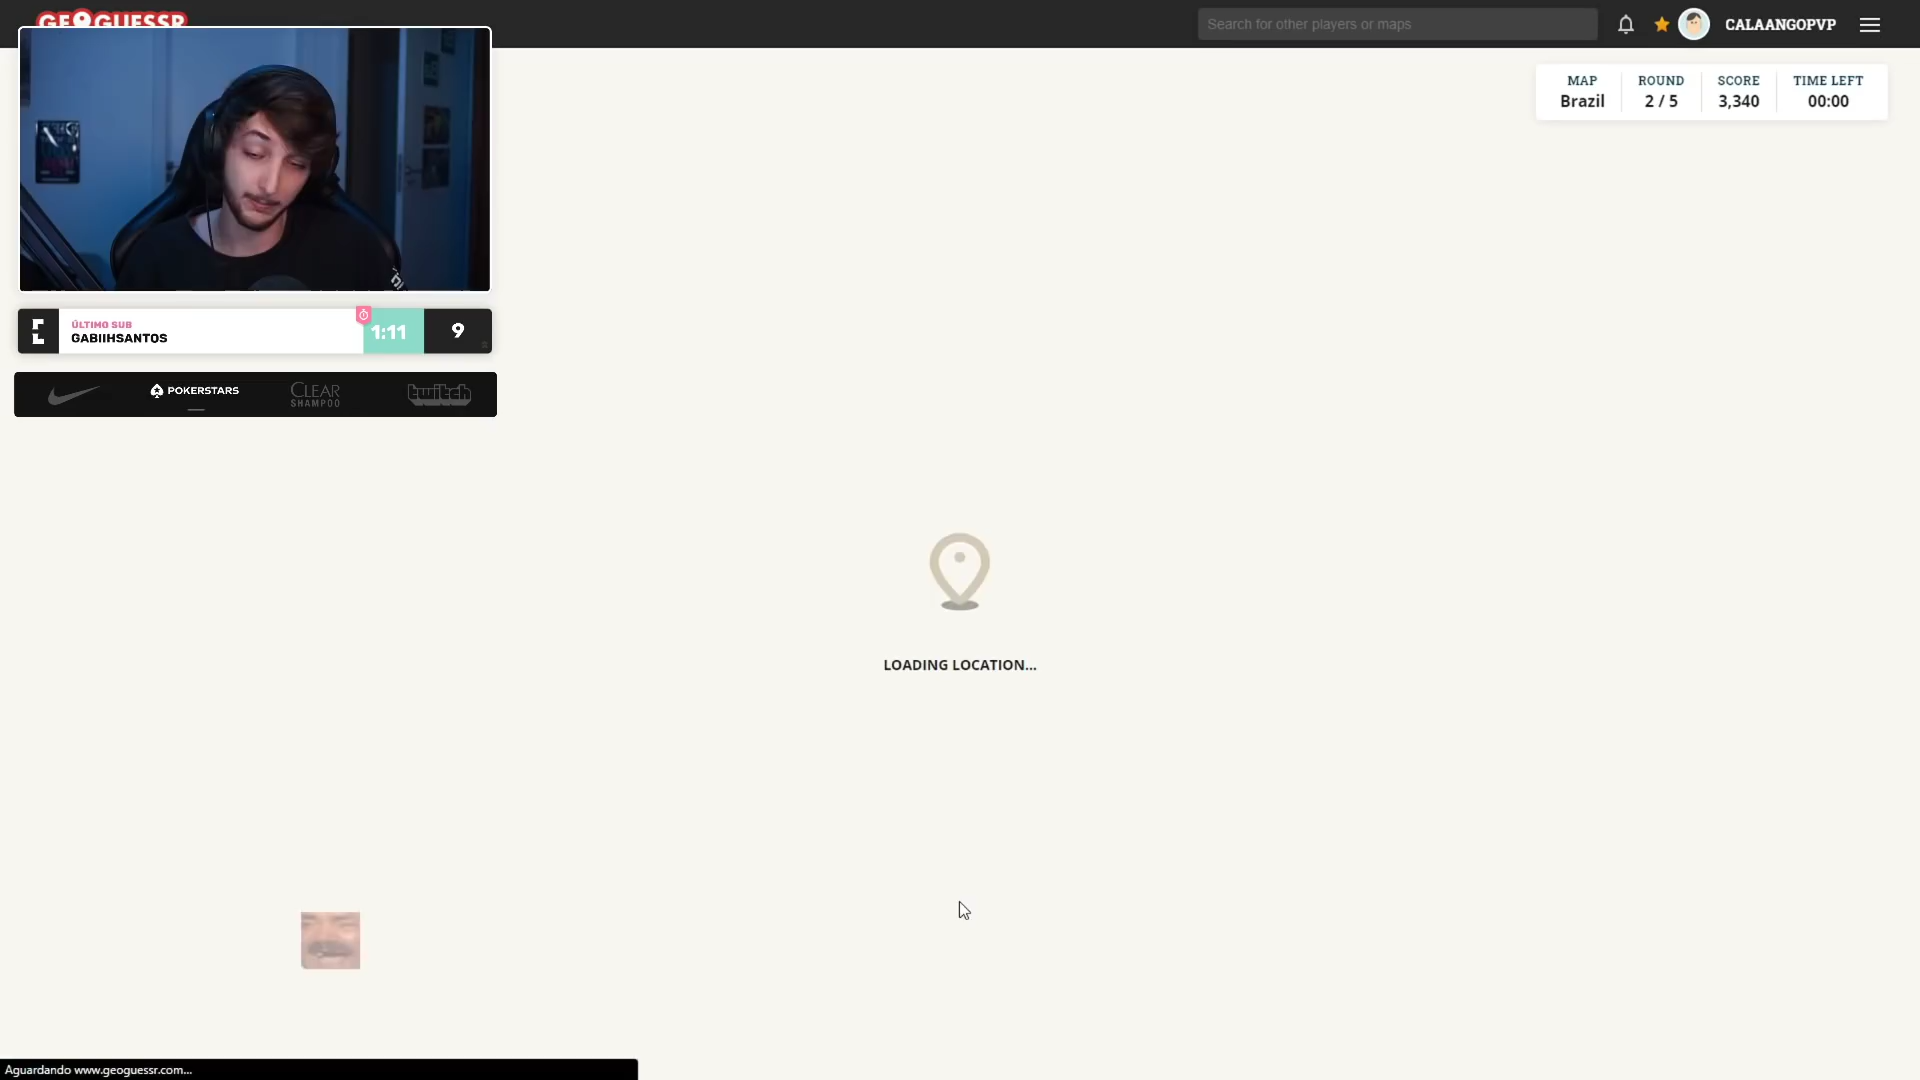 GEOGUESSR
Search for other players or maps
CALAANGOPVP
MAP
Brazil
ROUND
2 / 5
SCORE
3,340
TIME LEFT
00:00
ÚLTIMO SUB
GABIIHSANTOS
1:11
9
POKERSTARS
CLEAR
SHAMPOO
twitch
LOADING LOCATION...
Aguardando www.geoguessr.com...